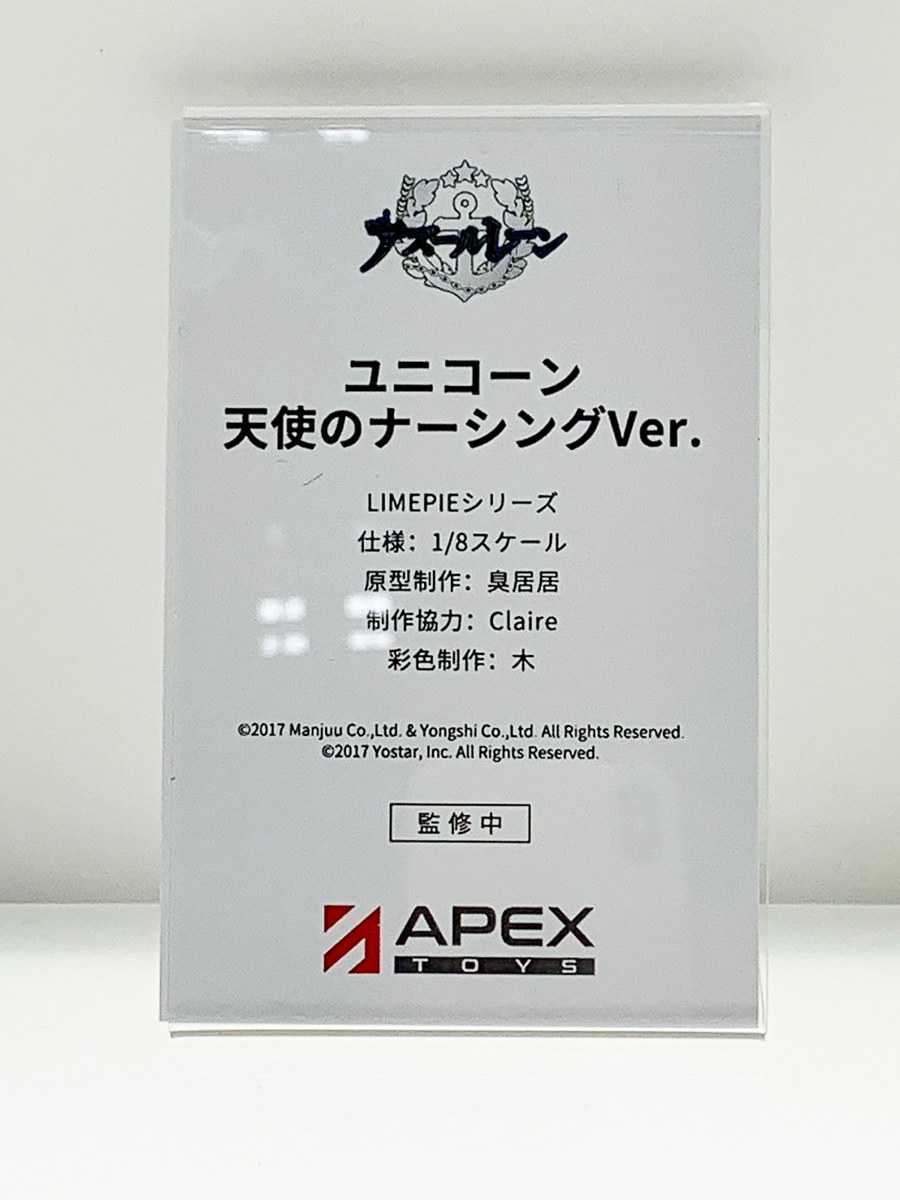 アズールレーン
ユニコーン
天使のナーシングVer.
LIMEPIEシリーズ
仕様：1/8スケール
原型制作：臭居居
制作協力：Claire
彩色制作：木
©2017 Manjuu Co.,Ltd. & Yongshi Co.,Ltd. All Rights Reserved.
©2017 Yostar, Inc. All Rights Reserved.
監修中
APEX
TOYS